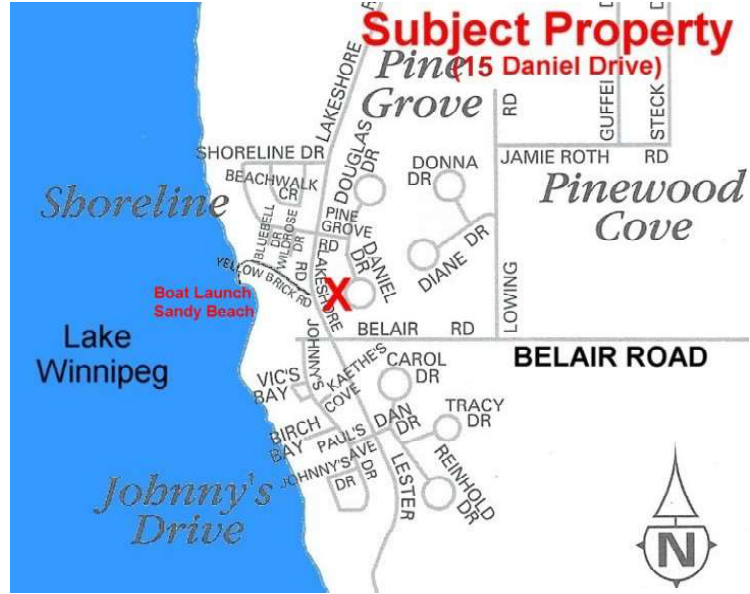 Subject Property
(15 Daniel Drive)
Pine
Grove
LAKESHORE
R
RD
GUFFEI
D
STECK
D
SHORELINE DR
BEACHWALK
CR
DOUGLAS
DR
DONNA
DR
JAMIE ROTH RD
Shoreline
Pinewood
Cove
BLUEBELL
DR
WILDROSE
DR
PINE
GROVE
RD
RD
LAKESHORE
DANIEL
DR
DIANE DR
LOWING
YELLOW BRICK RD
X
Boat Launch
Sandy Beach
BELAIR RD
BELAIR ROAD
Lake
Winnipeg
JOHNNY'S
KAETHE'S
COVE
CAROL
DR
VIC'S
BAY
TRACY
DR
BIRCH
BAY
PAUL'S
AVE
DAN
DR
JOHNNY'S
DR
DR
LESTER
REINHOLD
DR
Johnny's
Drive
N